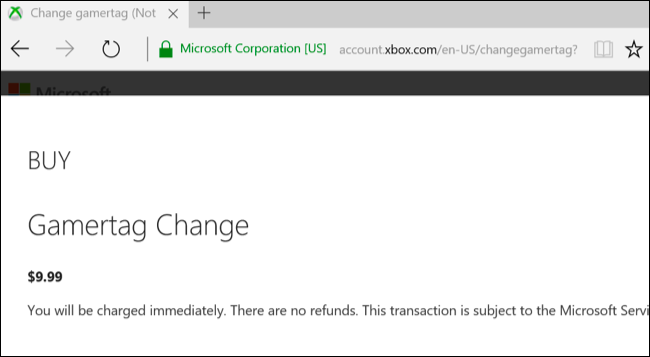 Change gamertag (Not
Microsoft Corporation [US] account.xbox.com/en-US/changegamertag?
Microsoft
BUY
Gamertag Change
$9.99
You will be charged immediately. There are no refunds. This transaction is subject to the Microsoft Servi